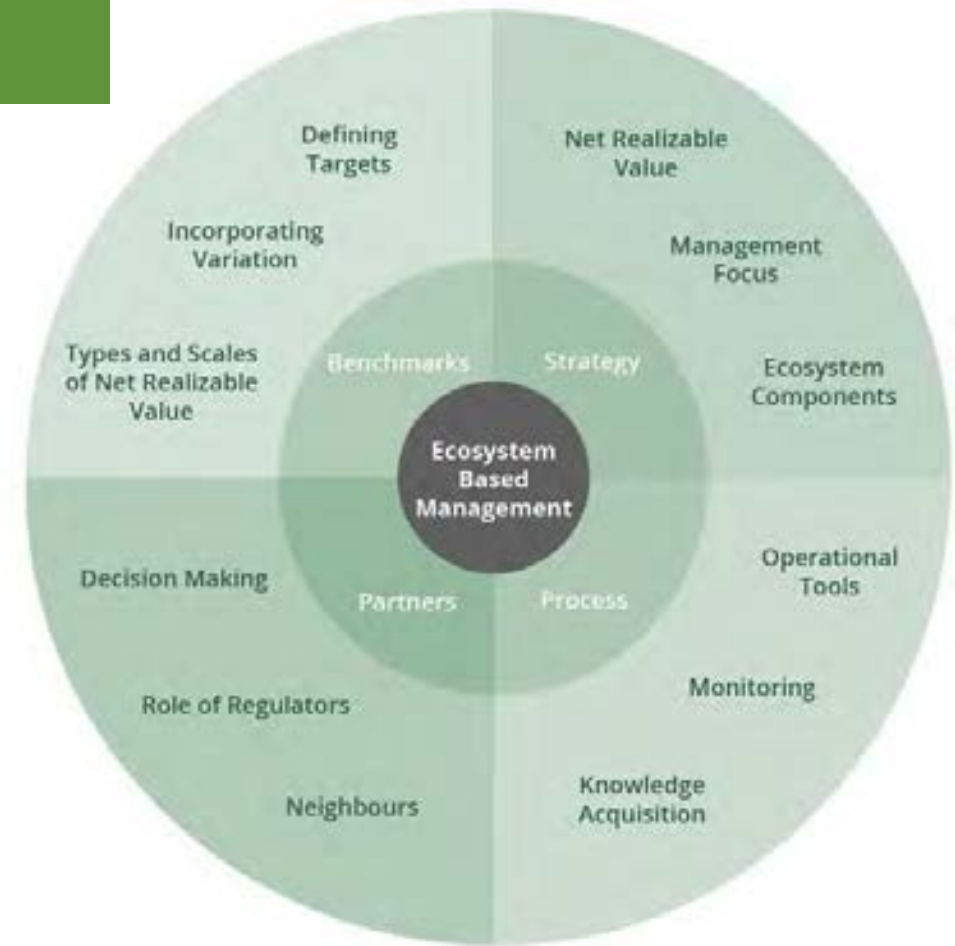 Defining
Targets
Net Realizable
Value
Incorporating
Variation
Management
Focus
Types and Scales
of Net Realizable
Value
Benchmarks
Strategy
Ecosystem
Components
Ecosystem
Based
Management
Decision Making
Partners
Process
Operational
Tools
Role of Regulators
Monitoring
Neighbours
Knowledge
Acquisition